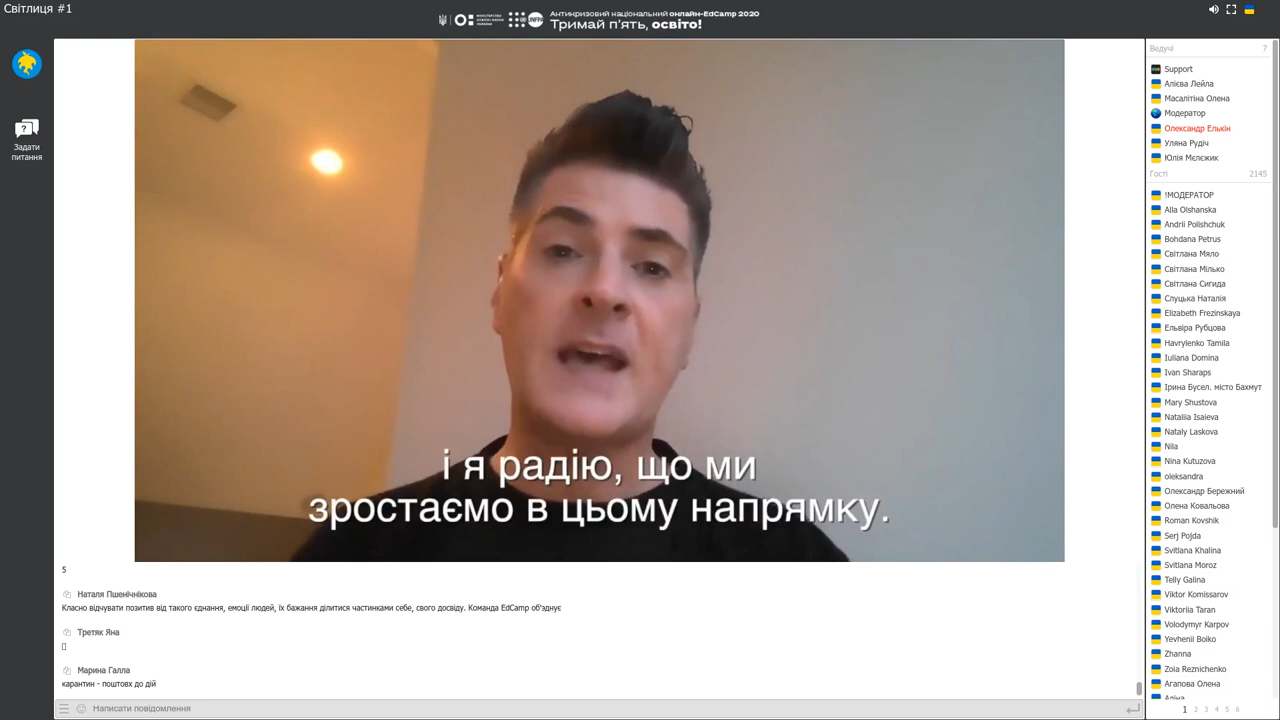 Світлиця #1
МІНІСТЕРСТВО ОСВІТИ І НАУКИ УКРАЇНИ
UNFPA
Антикризовий національний онлайн-EdCamp 2020
Тримай п'ять, освіто!
Задати питання
і я радію, що ми
зростаємо в цьому напрямку.
5
Наталя Пшенічнікова
Класно відчувати позитив від такого єднання, емоції людей, їх бажання ділитися частинками себе, свого досвіду. Команда EdCamp об'єднує
Третяк Яна
Марина Галла
карантин - поштовх до дій
Написати повідомлення
Ведучі 7
Support
Алієва Лейла
Масалітіна Олена
Модератор
Олександр Елькін
Уляна Рудіч
Юлія Мєлєжик
Гості 2145
!МОДЕРАТОР
Alla Olshanska
Andrii Polishchuk
Bohdana Petrus
Світлана Мяло
Світлана Мілько
Світлана Сигида
Слуцька Наталія
Elizabeth Frezinskaya
Ельвіра Рубцова
Havrylenko Tamila
Iuliana Domina
Ivan Sharaps
Ірина Бусел. місто Бахмут
Mary Shustova
Nataliia Isaieva
Nataly Laskova
Nila
Nina Kutuzova
oleksandra
Олександр Бережний
Олена Ковальова
Roman Kovshik
Serj Pojda
Svitlana Khalina
Svitlana Moroz
Telly Galina
Viktor Komissarov
Viktoriia Taran
Volodymyr Karpov
Yevhenii Boiko
Zhanna
Zola Reznichenko
Агапова Олена
Аліна
1 2 3 4 5 6